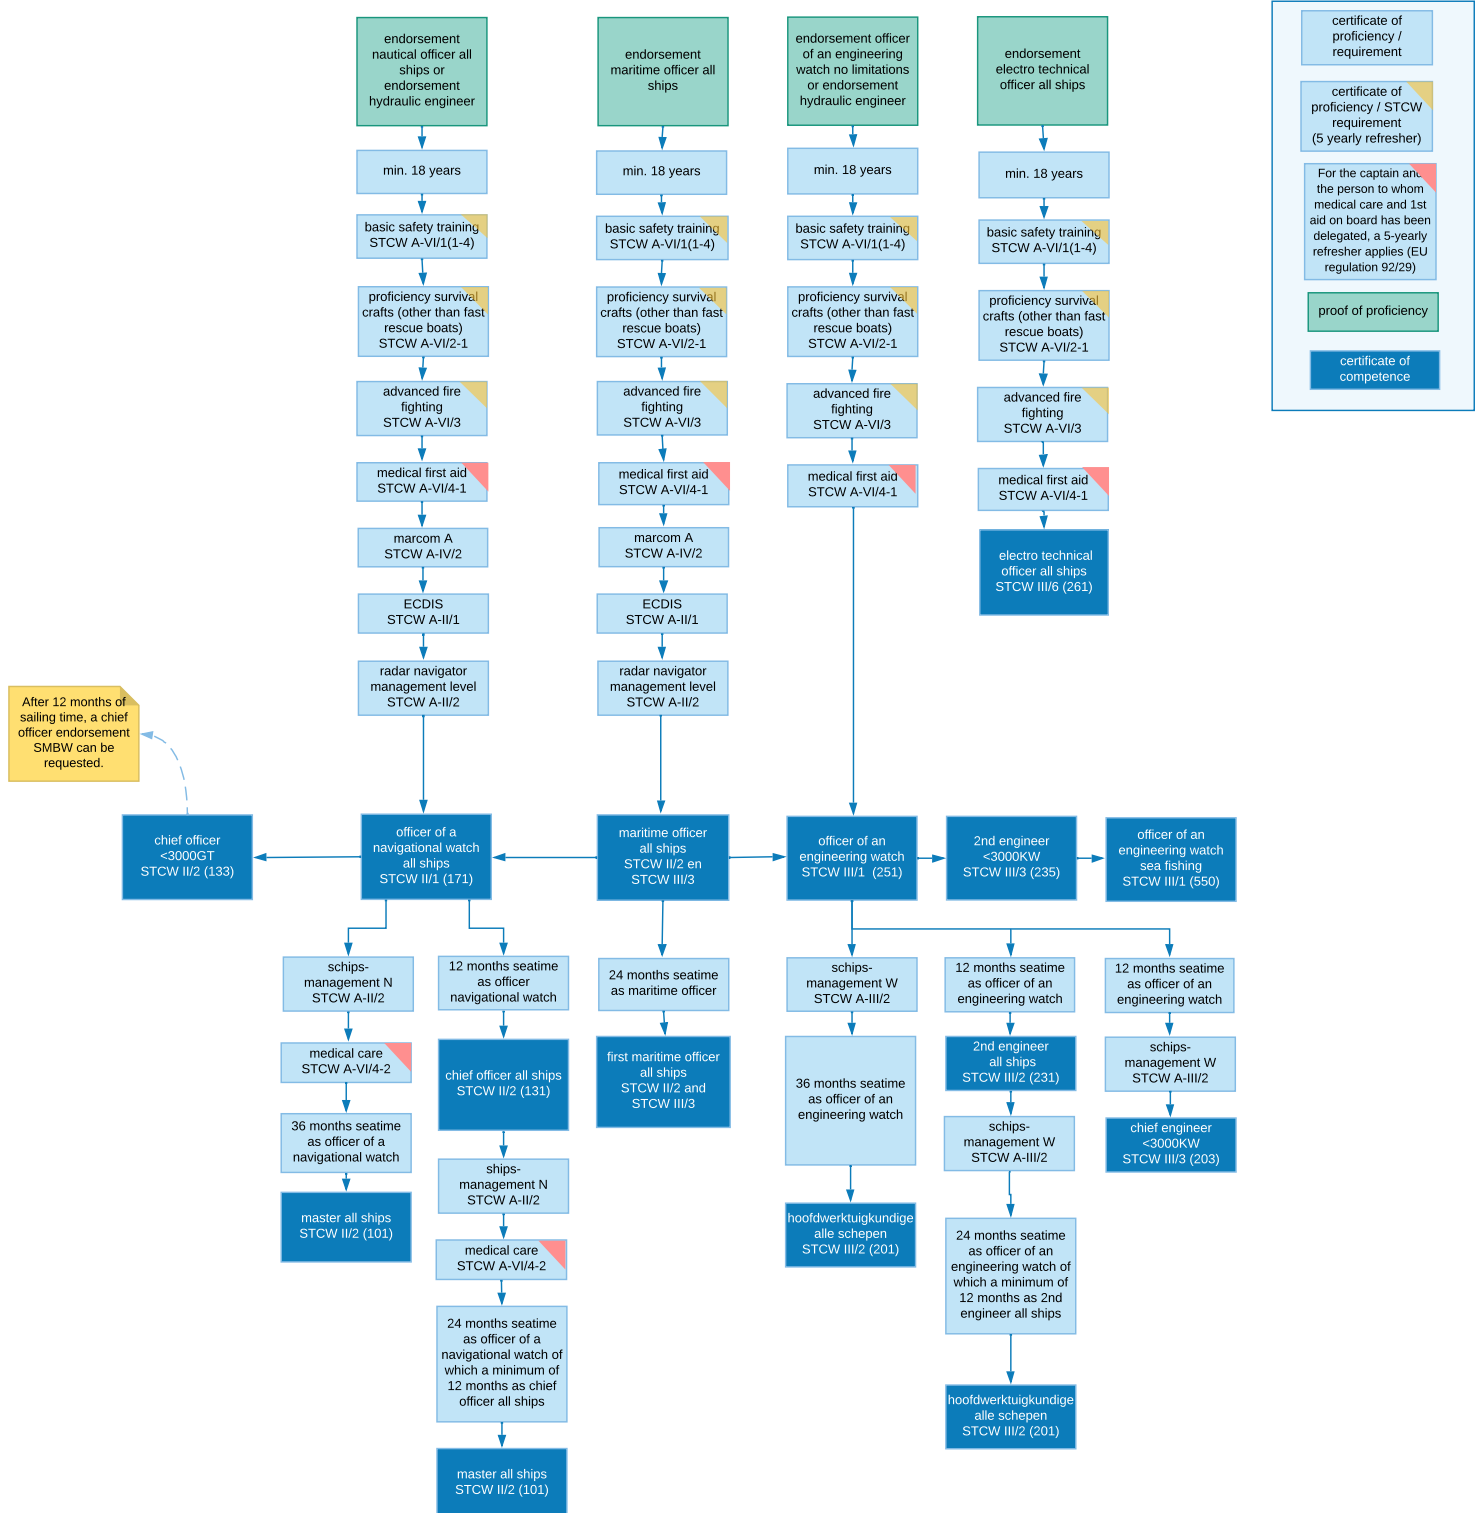 endorsement
nautical officer all
ships or
endorsement
hydraulic engineer
min. 18 years
basic safety training
STCW A-VI/1(1-4)
proficiency survival
crafts (other than fast
rescue boats)
STCW A-VI/2-1
advanced fire
fighting
STCW A-VI/3
medical first aid
STCW A-VI/4-1
marcom A
STCW A-IV/2
ECDIS
STCW A-II/1
radar navigator
management level
STCW A-II/2
endorsement
maritime officer all
ships
min. 18 years
basic safety training
STCW A-VI/1(1-4)
proficiency survival
crafts (other than fast
rescue boats)
STCW A-VI/2-1
advanced fire
fighting
STCW A-VI/3
medical first aid
STCW A-VI/4-1
marcom A
STCW A-IV/2
ECDIS
STCW A-II/1
radar navigator
management level
STCW A-II/2
endorsement officer
of an engineering
watch no limitations
or endorsement
hydraulic engineer
min. 18 years
basic safety training
STCW A-VI/1(1-4)
proficiency survival
crafts (other than fast
rescue boats)
STCW A-VI/2-1
advanced fire
fighting
STCW A-VI/3
medical first aid
STCW A-VI/4-1
endorsement
electro technical
officer all ships
min. 18 years
basic safety training
STCW A-VI/1(1-4)
proficiency survival
crafts (other than fast
rescue boats)
STCW A-VI/2-1
advanced fire
fighting
STCW A-VI/3
medical first aid
STCW A-VI/4-1
electro technical
officer all ships
STCW III/6 (261)
certificate of
proficiency /
requirement
certificate of
proficiency / STCW
requirement
(5 yearly refresher)
For the captain and
the person to whom
medical care and 1st
aid on board has been
delegated, a 5-yearly
refresher applies (EU
regulation 92/29)
proof of proficiency
certificate of
competence
After 12 months of
sailing time, a chief
officer endorsement
SMBW can be
requested.
chief officer
<3000GT
STCW II/2 (133)
officer of a
navigational watch
all ships
STCW II/1 (171)
maritime officer
all ships
STCW II/2 en
STCW III/3
officer of an
engineering watch
STCW III/1 (251)
2nd engineer
<3000KW
STCW III/3 (235)
officer of an
engineering watch
sea fishing
STCW III/1 (550)
schips-
management N
STCW A-II/2
medical care
STCW A-VI/4-2
36 months seatime
as officer of a
navigational watch
master all ships
STCW II/2 (101)
12 months seatime
as officer
navigational watch
chief officer all ships
STCW II/2 (131)
ships-
management N
STCW A-II/2
medical care
STCW A-VI/4-2
24 months seatime
as officer of a
navigational watch of
which a minimum of
12 months as chief
officer all ships
master all ships
STCW II/2 (101)
24 months seatime
as maritime officer
first maritime officer
all ships
STCW II/2 and
STCW III/3
schips-
management W
STCW A-III/2
36 months seatime
as officer of an
engineering watch
hoofdwerktuigkundige
alle schepen
STCW III/2 (201)
12 months seatime
as officer of an
engineering watch
2nd engineer
all ships
STCW III/2 (231)
schips-
management W
STCW A-III/2
24 months seatime
as officer of an
engineering watch of
which a minimum of
12 months as 2nd
engineer all ships
hoofdwerktuigkundige
alle schepen
STCW III/2 (201)
12 months seatime
as officer of an
engineering watch
schips-
management W
STCW A-III/2
chief engineer
<3000KW
STCW III/3 (203)